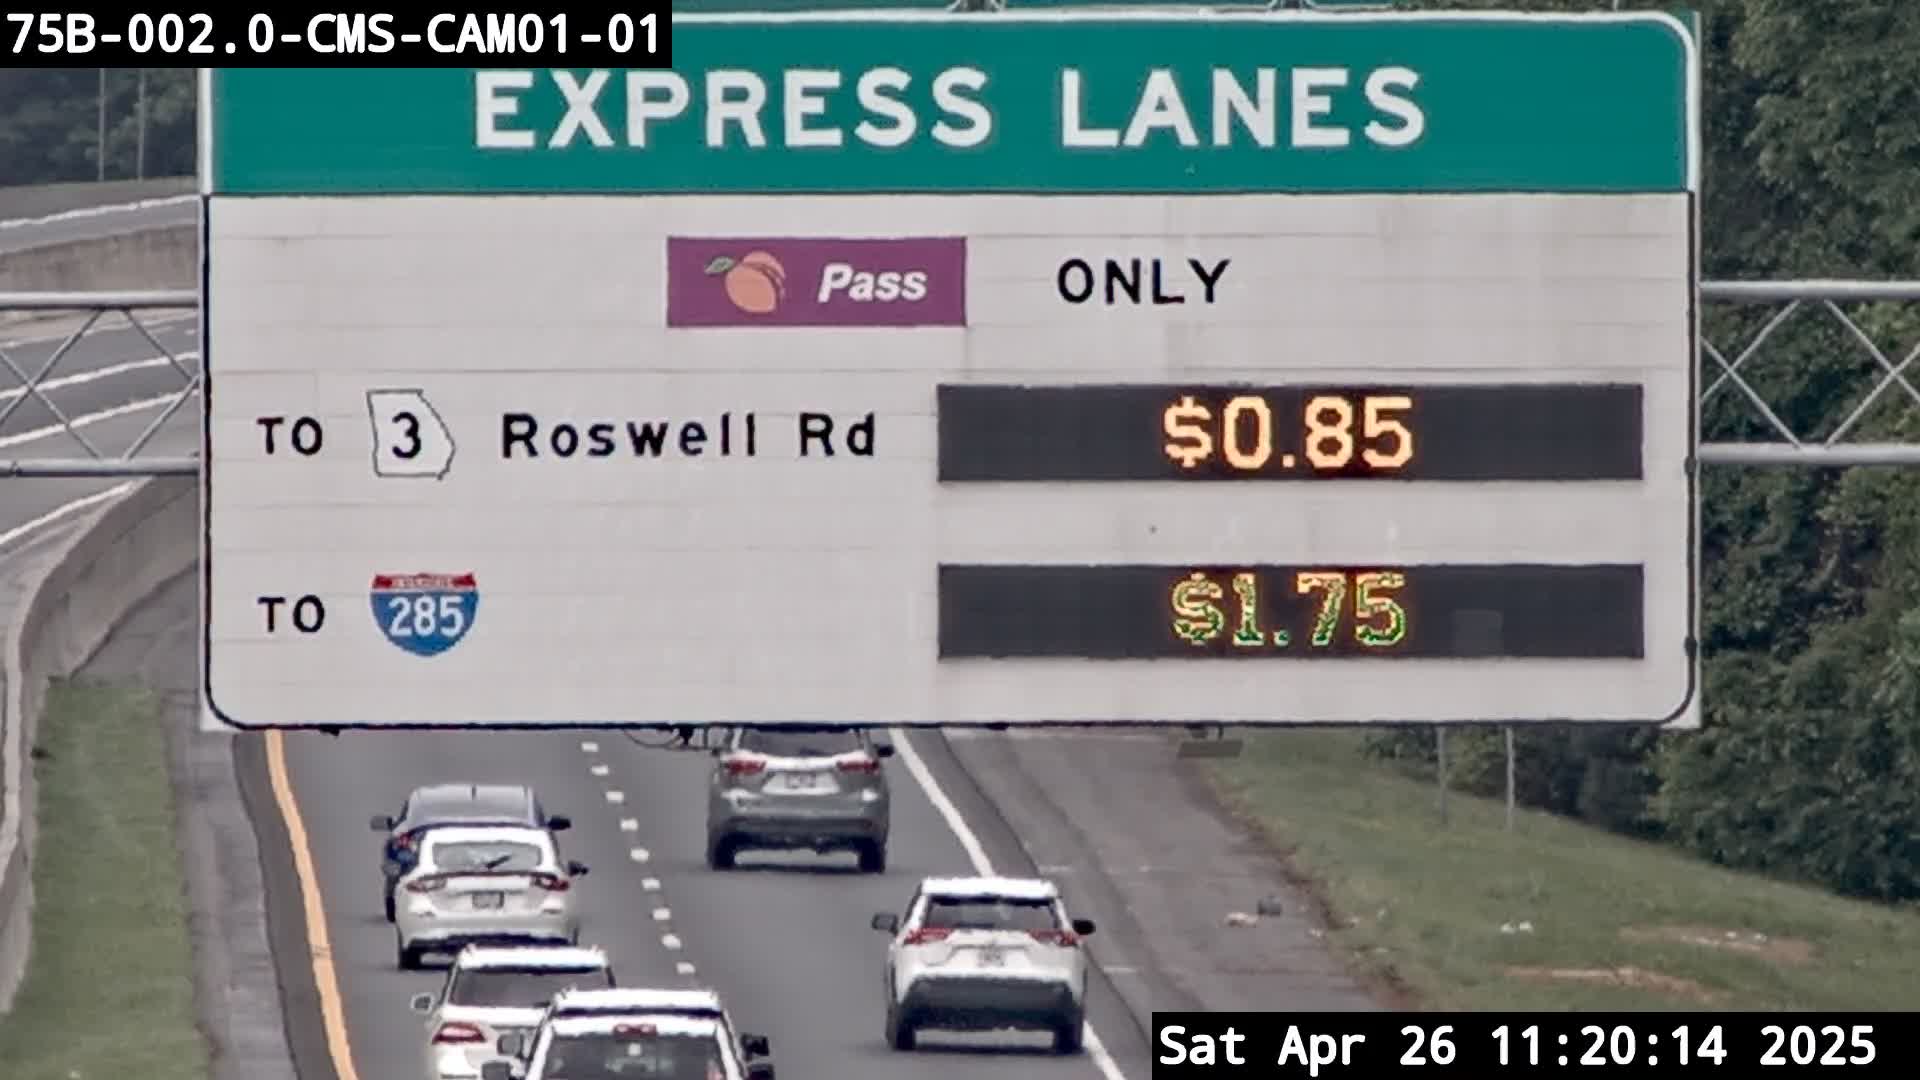 75B-002.0-CMS-CAM01-01
EXPRESS LANES
Pass ONLY
TO 3 Roswell Rd $0.85
TO 285 $1.75
Sat Apr 26 11:20:14 2025